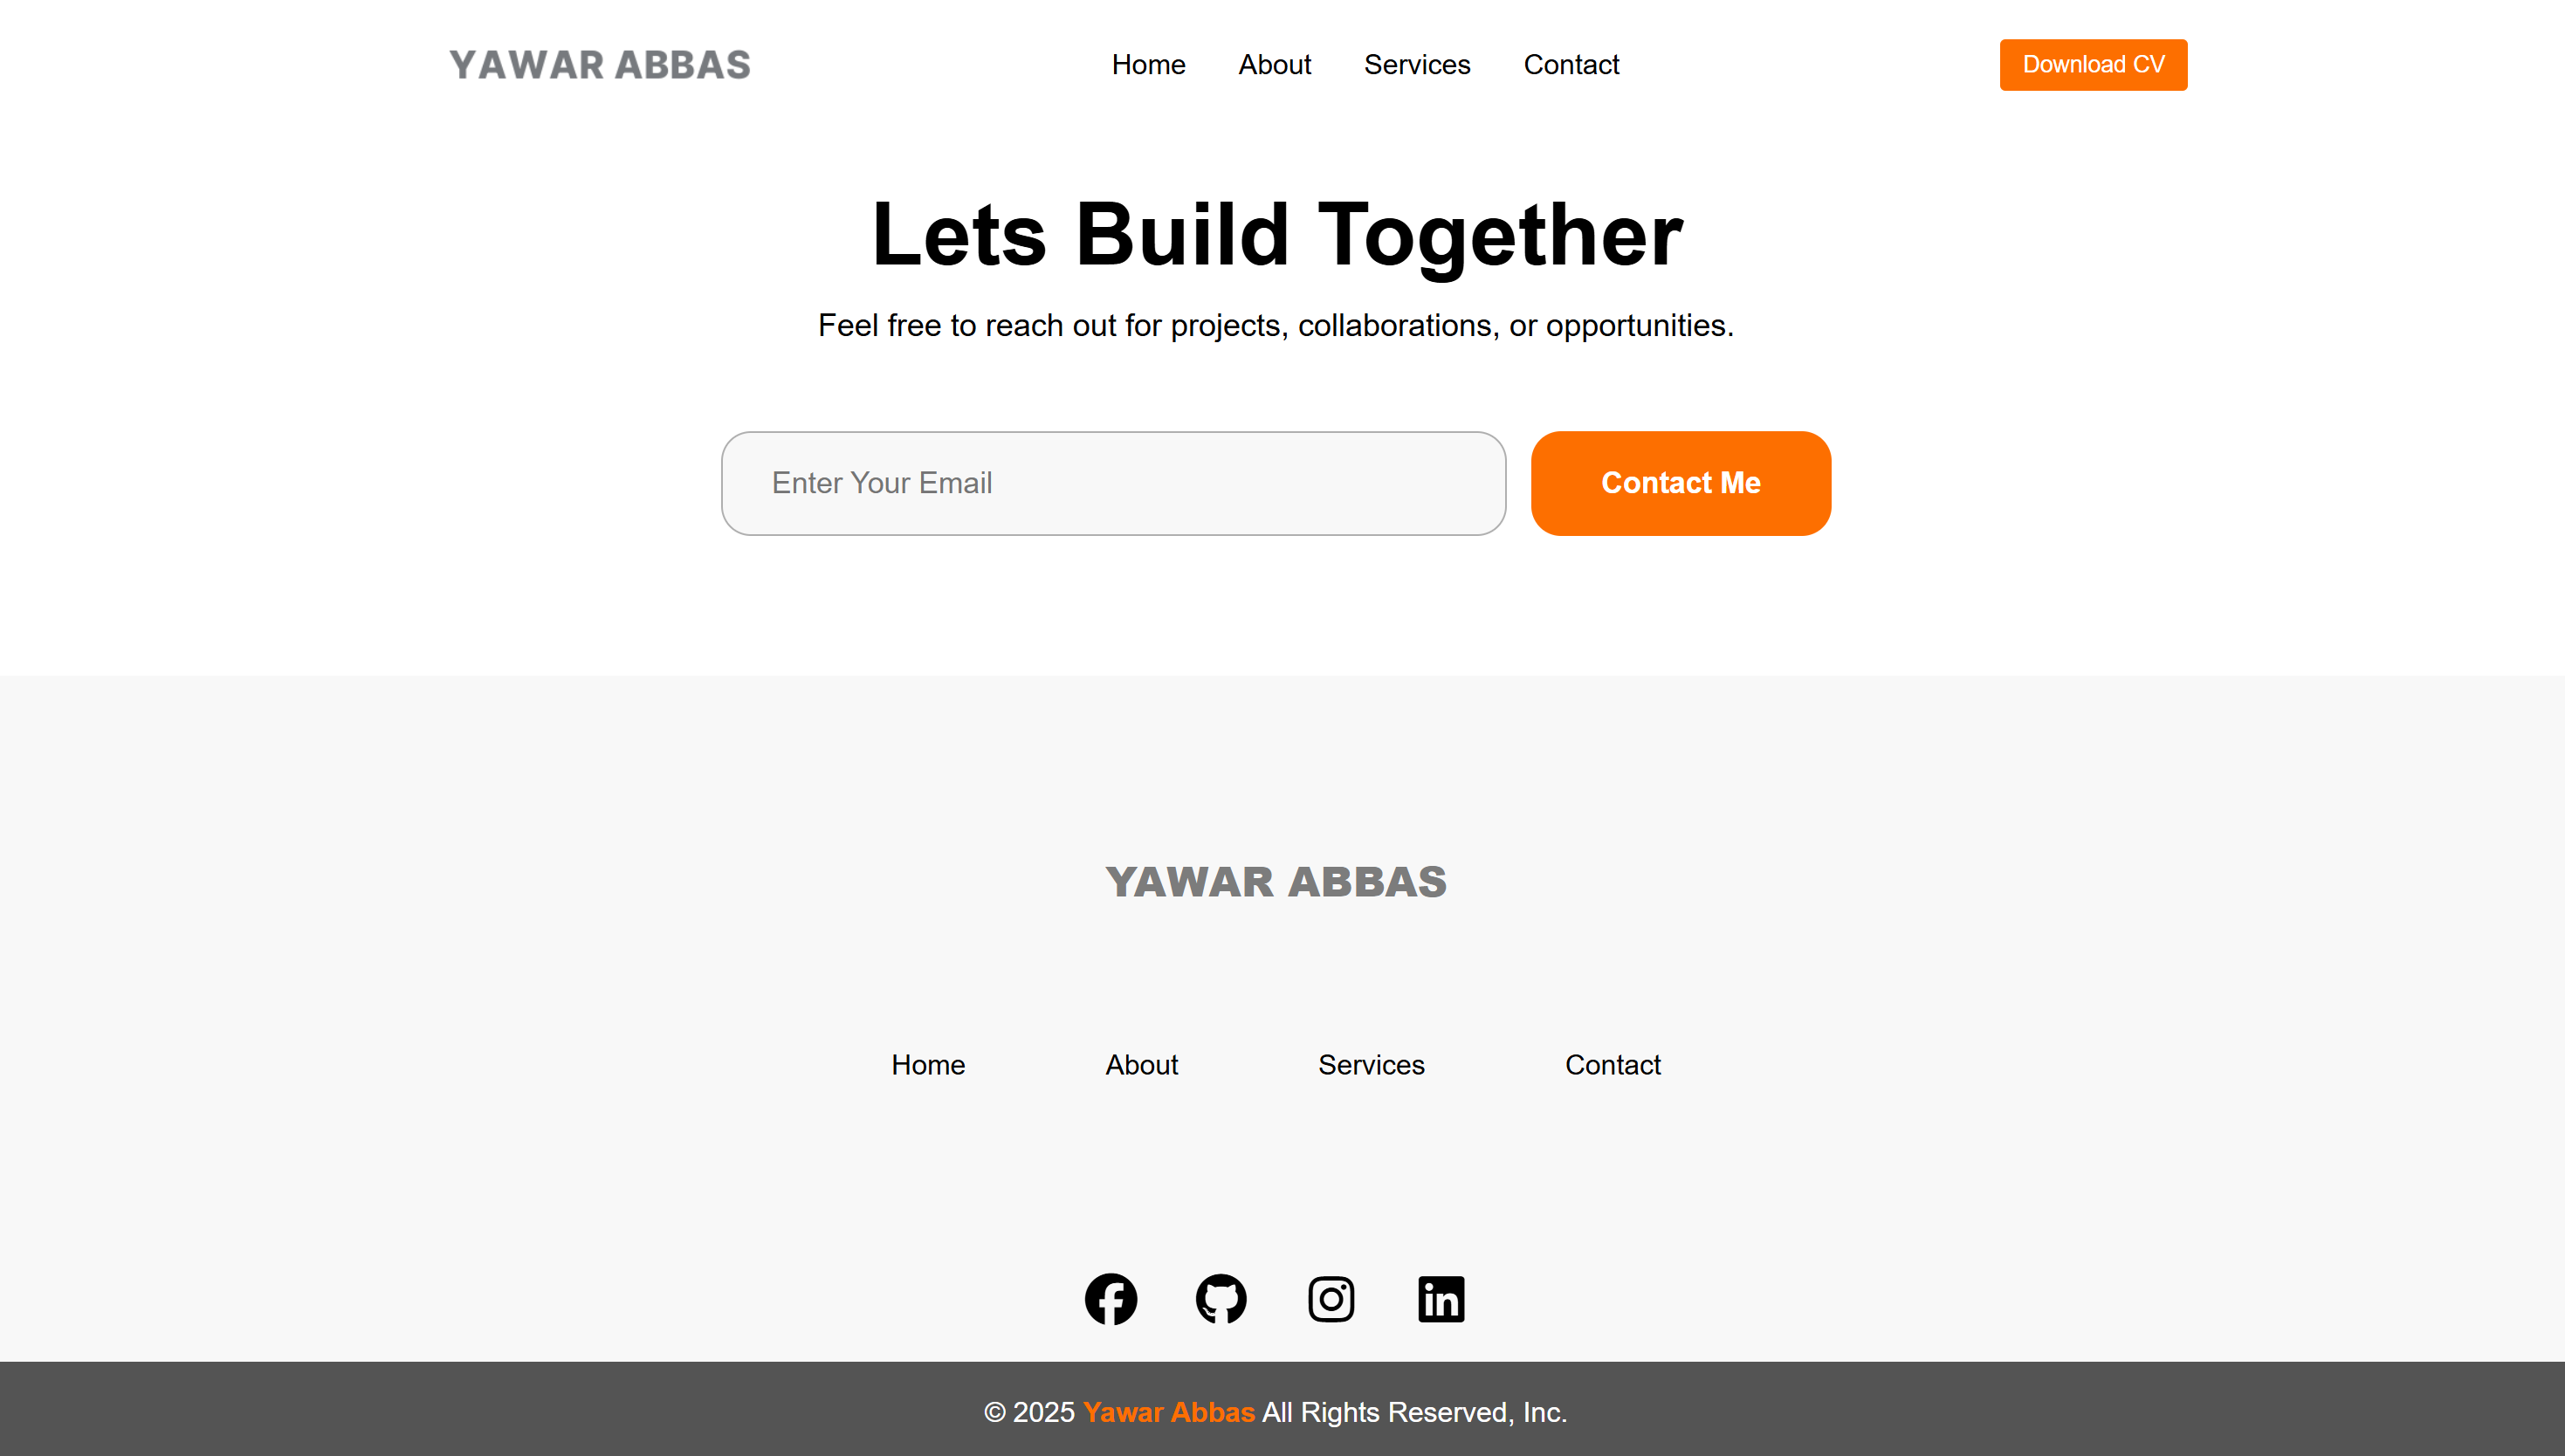 YAWAR ABBAS Home About Services Contact Download CV
Lets Build Together
Feel free to reach out for projects, collaborations, or opportunities.
Enter Your Email Contact Me
YAWAR ABBAS
Home About Services Contact
© 2025 Yawar Abbas All Rights Reserved, Inc.